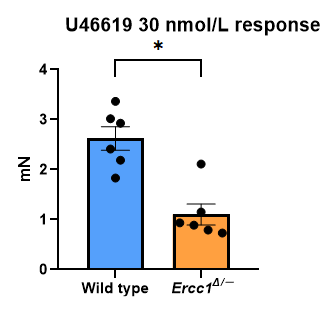 U46619 30 nmol/L response
*
4
3
2
1
0
mN
Wild type
Ercc1Δ/−